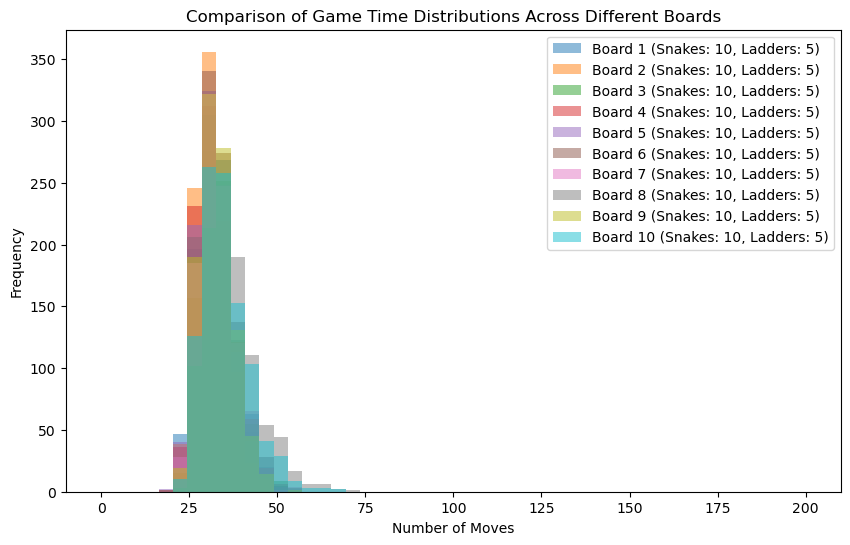 Comparison of Game Time Distributions Across Different Boards
Frequency
350
300
250
200
150
100
50
0
Board 1 (Snakes: 10, Ladders: 5)
Board 2 (Snakes: 10, Ladders: 5)
Board 3 (Snakes: 10, Ladders: 5)
Board 4 (Snakes: 10, Ladders: 5)
Board 5 (Snakes: 10, Ladders: 5)
Board 6 (Snakes: 10, Ladders: 5)
Board 7 (Snakes: 10, Ladders: 5)
Board 8 (Snakes: 10, Ladders: 5)
Board 9 (Snakes: 10, Ladders: 5)
Board 10 (Snakes: 10, Ladders: 5)
0 25 50 75 100 125 150 175 200
Number of Moves